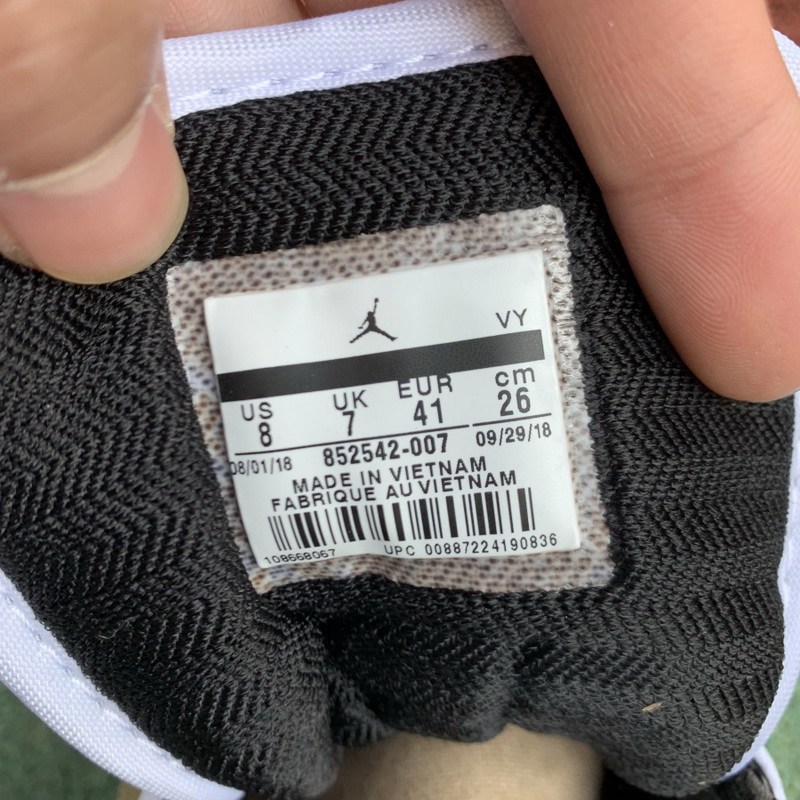 VY
US UK EUR cm
8 7 41 26
08/01/18 852542-007 09/29/18
MADE IN VIETNAM
FABRIQUE AU VIETNAM
108668067 UPC 00887224190836